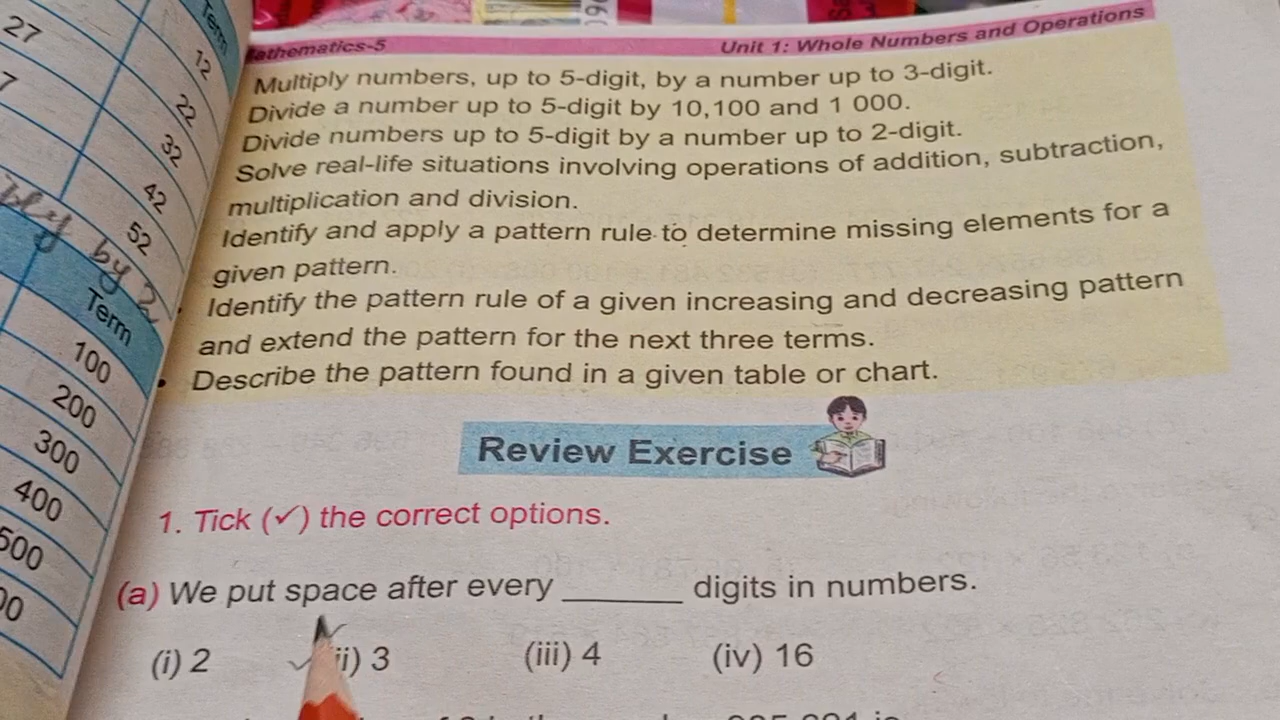 27
7
Term
12
22
32
42
52
by 2
Term
100
200
300
400
500
00
athematics-5
Unit 1: Whole Numbers and Operations
Multiply numbers, up to 5-digit, by a number up to 3-digit.
Divide a number up to 5-digit by 10,100 and 1 000.
Divide numbers up to 5-digit by a number up to 2-digit.
Solve real-life situations involving operations of addition, subtraction,
multiplication and division.
Identify and apply a pattern rule to determine missing elements for a
given pattern.
Identify the pattern rule of a given increasing and decreasing pattern
and extend the pattern for the next three terms.
• Describe the pattern found in a given table or chart.
Review Exercise
1. Tick (✓) the correct options.
(a) We put space after every ______ digits in numbers.
(i) 2 ✓ii) 3 (iii) 4 (iv) 16